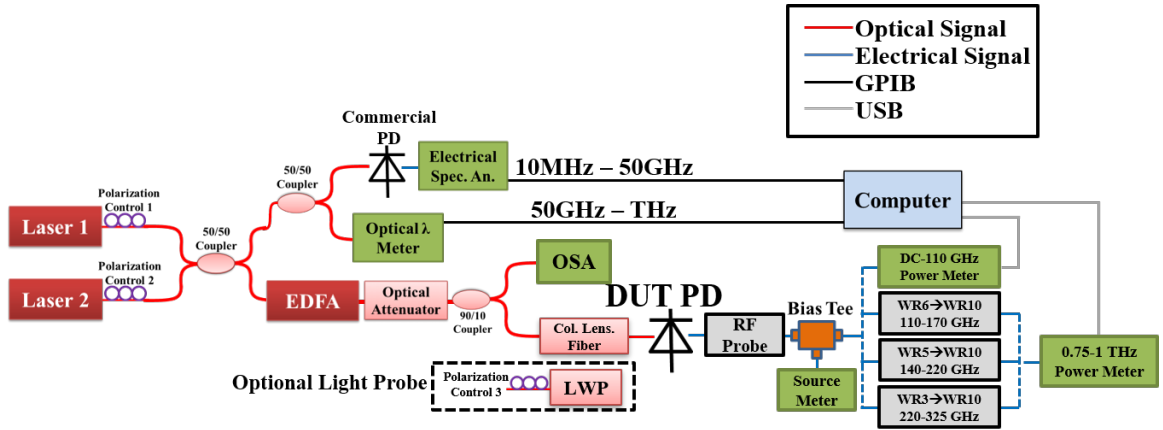 Optical Signal
Electrical Signal
GPIB
USB
Commercial
PD
Electrical
Spec. An.
10MHz – 50GHz
50/50
Coupler
Polarization
Control 1
Laser 1
Optical λ
Meter
50GHz – THz
Computer
50/50
Coupler
Polarization
Control 2
Laser 2
EDFA
Optical
Attenuator
90/10
Coupler
OSA
Col. Lens.
Fiber
DUT PD
RF
Probe
Bias Tee
Source
Meter
DC-110 GHz
Power Meter
WR6→WR10
110-170 GHz
WR5→WR10
140-220 GHz
WR3→WR10
220-325 GHz
0.75-1 THz
Power Meter
Optional Light Probe
Polarization
Control 3
LWP